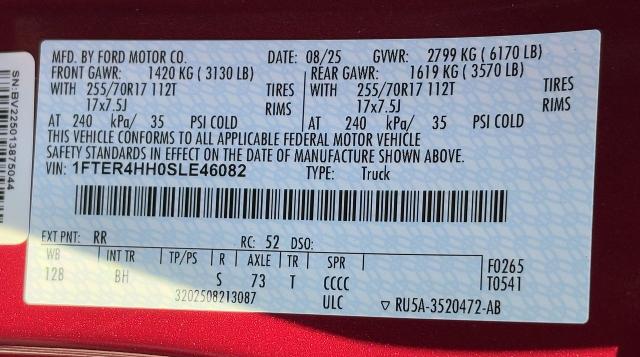 SN:BV225013875044
MFD. BY FORD MOTOR CO. DATE: 08/25 GVWR: 2799 KG ( 6170 LB)
FRONT GAWR: 1420 KG ( 3130 LB) REAR GAWR: 1619 KG ( 3570 LB)
WITH 255/70R17 112T TIRES WITH 255/70R17 112T TIRES
17x7.5J RIMS 17x7.5J RIMS
AT 240 kPa/ 35 PSI COLD AT 240 kPa/ 35 PSI COLD
THIS VEHICLE CONFORMS TO ALL APPLICABLE FEDERAL MOTOR VEHICLE
SAFETY STANDARDS IN EFFECT ON THE DATE OF MANUFACTURE SHOWN ABOVE.
VIN: 1FTER4HH0SLE46082 TYPE: Truck
EXT PNT: RR RC: 52 DSO:
WB INT TR TP/PS R AXLE TR SPR F0265
128 BH S 73 T CCCC T0541
3202508213087 ULC ▽ RU5A-3520472-AB